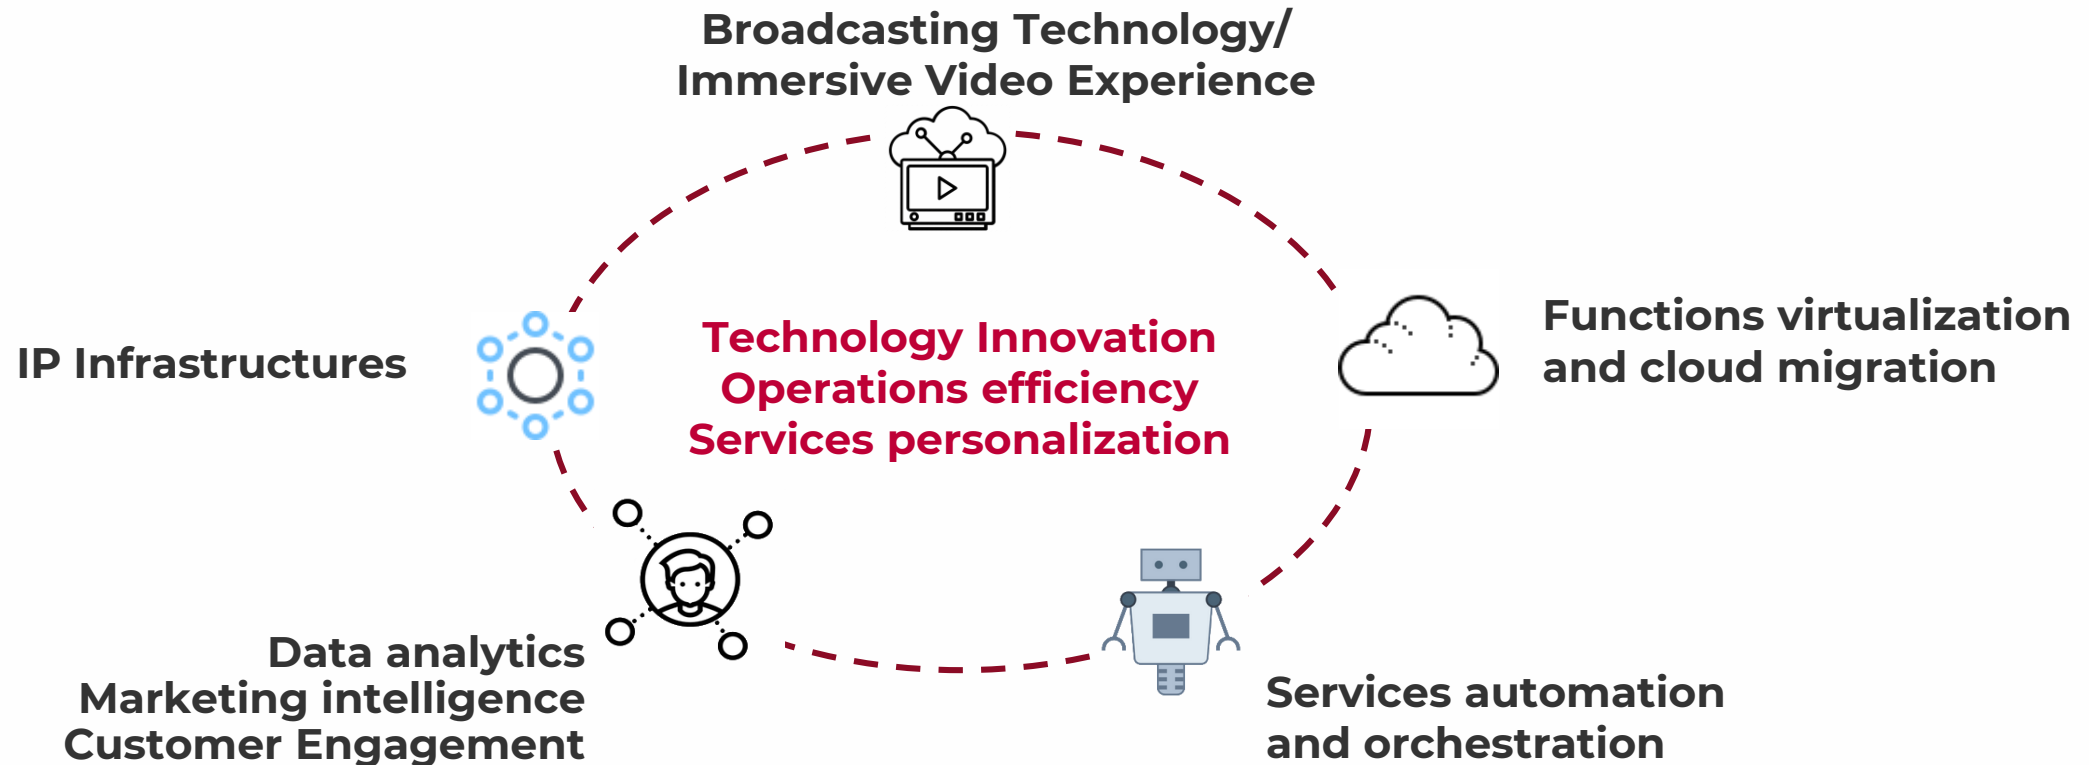 Broadcasting Technology/
Immersive Video Experience
IP Infrastructures
Technology Innovation
Operations efficiency
Services personalization
Functions virtualization
and cloud migration
Data analytics
Marketing intelligence
Customer Engagement
Services automation
and orchestration